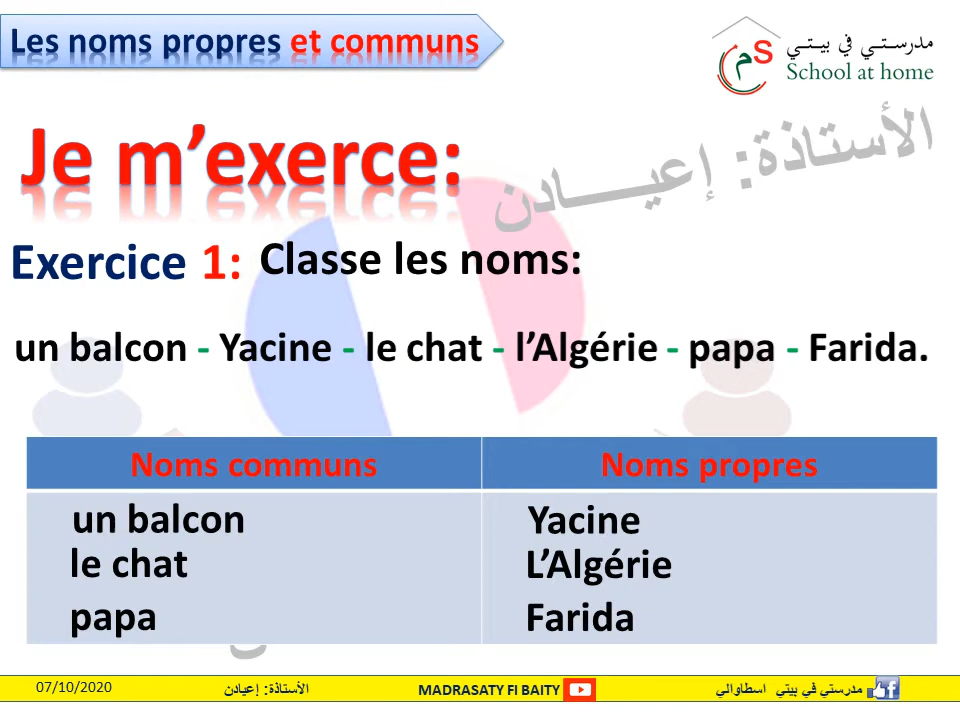 Les noms propres et communs
مدرستي في بيتي
School at home
الأستاذة: إعيادن
Je m’exerce:
Exercice 1: Classe les noms:
un balcon - Yacine - le chat - l’Algérie - papa - Farida.
Noms communs Noms propres
un balcon Yacine
le chat L’Algérie
papa Farida
07/10/2020 الأستاذة: إعيادن MADRASATY FI BAITY مدرستي في بيتي اسطاوالي